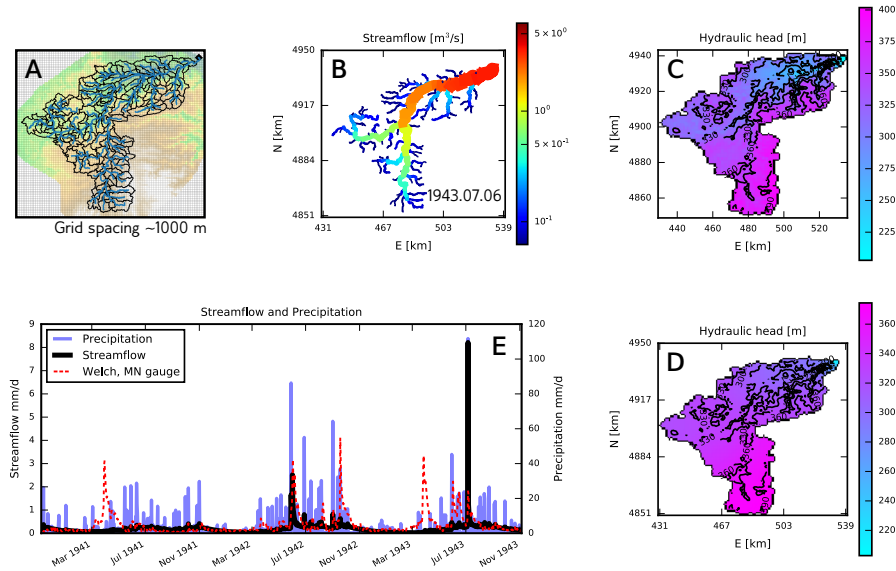 A
Grid spacing ~1000 m
Streamflow [m³/s]
B
4950
4917
4884
4851
N [km]
431 467 503 539
E [km]
1943.07.06
5 × 10⁰
10⁰
5 × 10⁻¹
10⁻¹
Hydraulic head [m]
C
4940
4920
4900
4880
4860
N [km]
440 460 480 500 520
E [km]
400
375
350
325
300
275
250
225
Streamflow and Precipitation
E
Precipitation
Streamflow
Welch, MN gauge
9
8
7
6
5
4
3
2
1
0
Streamflow mm/d
120
100
80
60
40
20
0
Precipitation mm/d
Mar 1941 Jul 1941 Nov 1941 Mar 1942 Jul 1942 Nov 1942 Mar 1943 Jul 1943 Nov 1943
Hydraulic head [m]
D
4950
4917
4884
4851
N [km]
431 467 503 539
E [km]
360
340
320
300
280
260
240
220